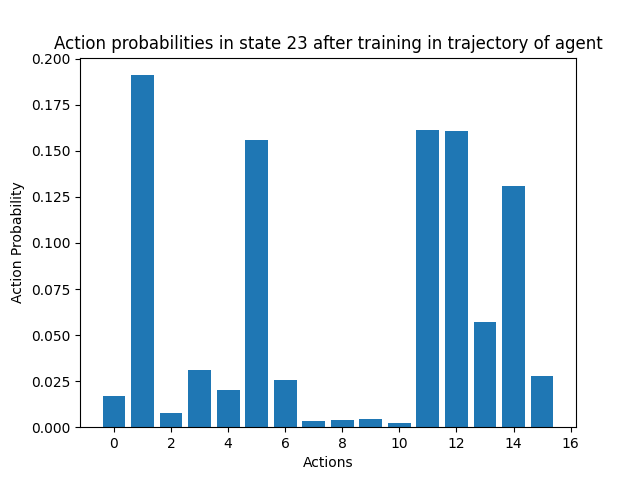 Action probabilities in state 23 after training in trajectory of agent
0.200
0.175
0.150
0.125
0.100
0.075
0.050
0.025
0.000
Action Probability
0 2 4 6 8 10 12 14 16
Actions